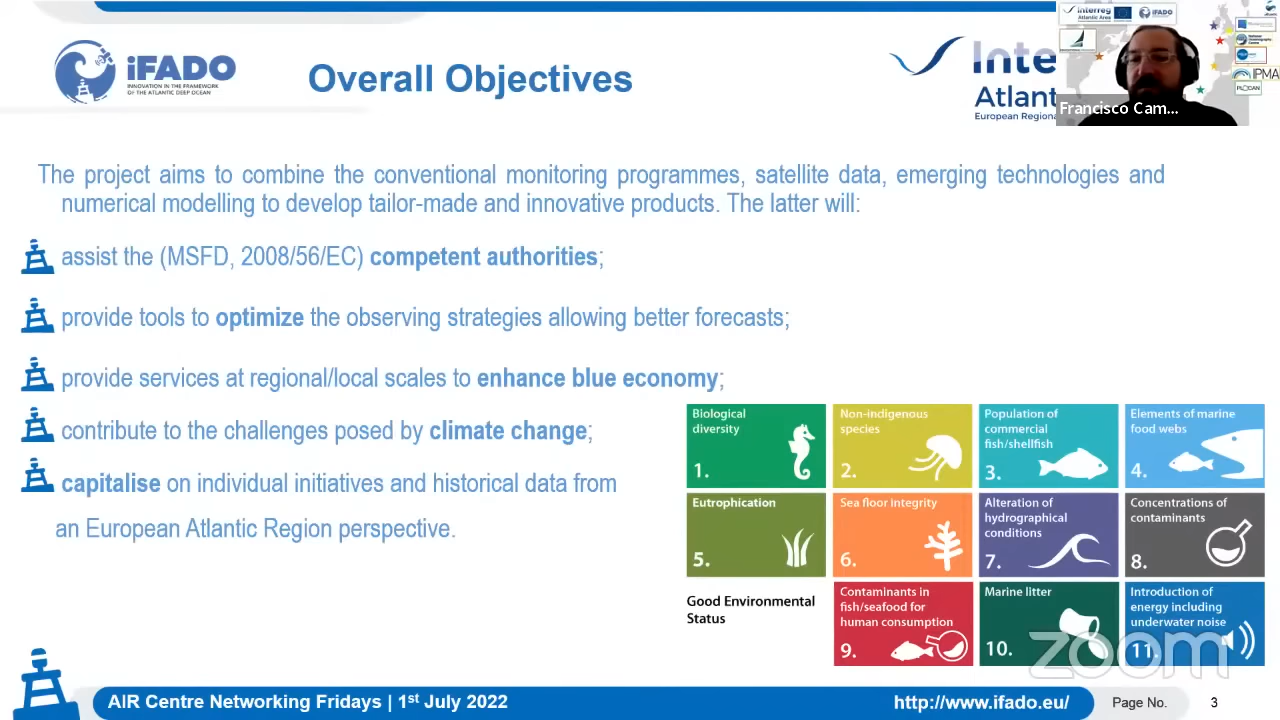 iFADO
INNOVATION IN THE FRAMEWORK
OF THE ATLANTIC DEEP OCEAN
Overall Objectives
Inte
Atlant
European Regiona
Interreg
Atlantic Area
iFADO
IPMA
PLOCAN
Francisco Cam...
The project aims to combine the conventional monitoring programmes, satellite data, emerging technologies and
numerical modelling to develop tailor-made and innovative products. The latter will:
assist the (MSFD, 2008/56/EC) competent authorities;
provide tools to optimize the observing strategies allowing better forecasts;
provide services at regional/local scales to enhance blue economy;
contribute to the challenges posed by climate change;
capitalise on individual initiatives and historical data from
an European Atlantic Region perspective.
Biological
diversity
1.
Non-indigenous
species
2.
Population of
commercial
fish/shellfish
3.
Elements of marine
food webs
4.
Eutrophication
5.
Sea floor integrity
6.
Alteration of
hydrographical
conditions
7.
Concentrations of
contaminants
8.
Good Environmental
Status
Contaminants in
fish/seafood for
human consumption
9.
Marine litter
10.
Introduction of
energy including
underwater noise
11.
zoom
AIR Centre Networking Fridays | 1st July 2022
http://www.ifado.eu/
Page No.
3